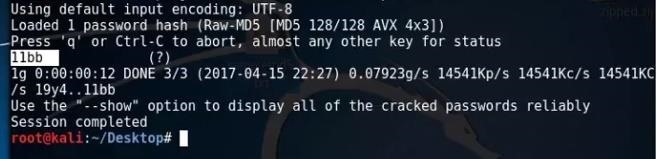 zipped.zip
Using default input encoding: UTF-8
Loaded 1 password hash (Raw-MD5 [MD5 128/128 AVX 4x3])
Press 'q' or Ctrl-C to abort, almost any other key for status
11bb (?)
1g 0:00:00:12 DONE 3/3 (2017-04-15 22:27) 0.07923g/s 14541Kp/s 14541Kc/s 14541KC
/s 19y4..11bb
Use the "--show" option to display all of the cracked passwords reliably
Session completed
root@kali:~/Desktop#